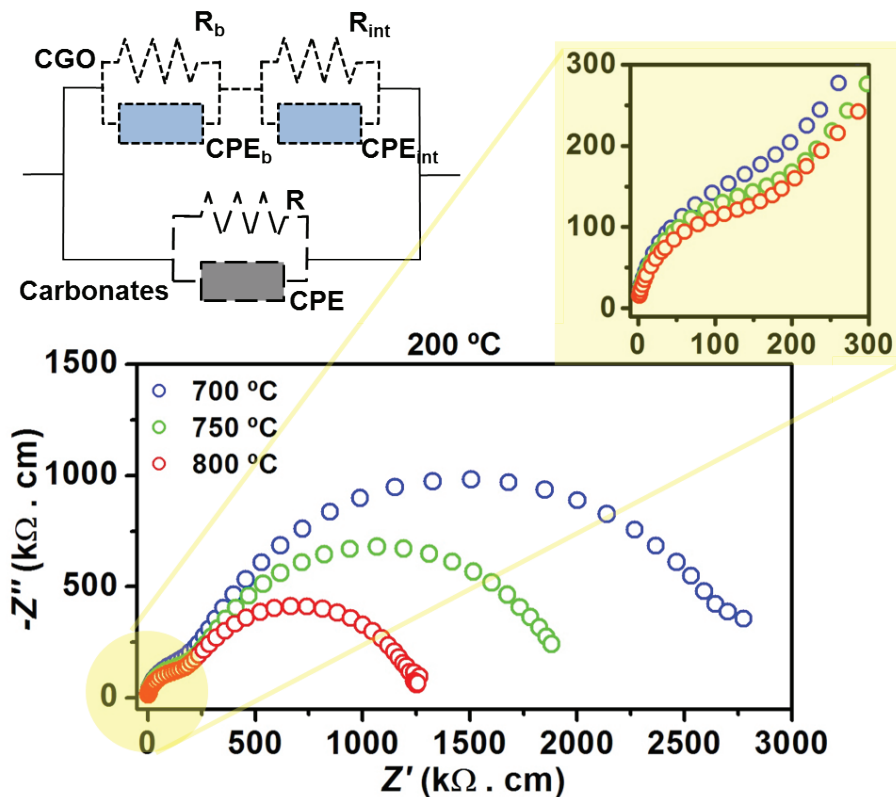 R_b
R_int
CGO
CPE_b
CPE_int
R
Carbonates
CPE
300
200
100
0
0 100 200 300
200 ºC
1500
1000
500
0
700 ºC
750 ºC
800 ºC
-Z'' (kΩ . cm)
0 500 1000 1500 2000 2500 3000
Z' (kΩ . cm)